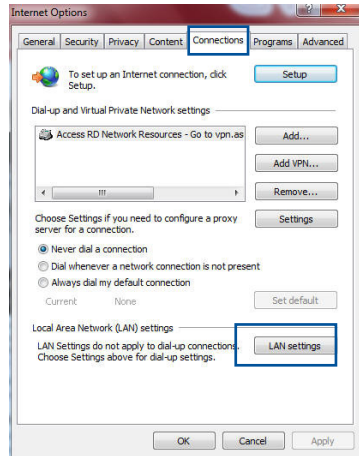 Internet Options
General Security Privacy Content Connections Programs Advanced
To set up an Internet connection, click Setup.
Setup
Dial-up and Virtual Private Network settings
Access RD Network Resources - Go to vpn.as
Add...
Add VPN...
Remove...
Choose Settings if you need to configure a proxy
server for a connection.
Settings
Never dial a connection
Dial whenever a network connection is not present
Always dial my default connection
Current None
Set default
Local Area Network (LAN) settings
LAN Settings do not apply to dial-up connections.
Choose Settings above for dial-up settings.
LAN settings
OK Cancel Apply